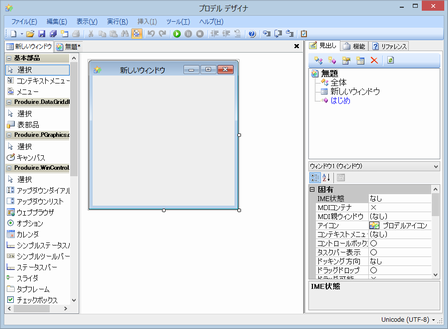 プロデル デザイナ
ファイル(F) 編集(E) 表示(V) 実行(R) 挿入(I) ツール(T) ヘルプ(H)
新しいウィンドウ 無題*
基本部品
選択
コンテキストメニュー
メニュー
Produire.DataGridV
選択
表部品
Produire.PGraphics
選択
キャンバス
Produire.WinControl
選択
アップダウンダイアル
アップダウンリスト
ウェブブラウザ
オプション
カレンダ
シンプルステータスバ
シンプルツールバー
ステータスバー
スライダ
タブフレーム
チェックボックス
新しいウィンドウ
見出し 機能 リファレンス
無題
全体
新しいウィンドウ
はじめ
ウィンドウ1 (ウィンドウ)
固有
IME状態 なし
MDIコンテナ ×
MDI親ウィンドウ (なし)
アイコン プロデルアイコン
コンテキストメニュ (なし)
コントロールボック ○
タスクバー表示 ○
ドッキング方向 なし
ドラッグドロップ ○
IME状態
Unicode (UTF-8)